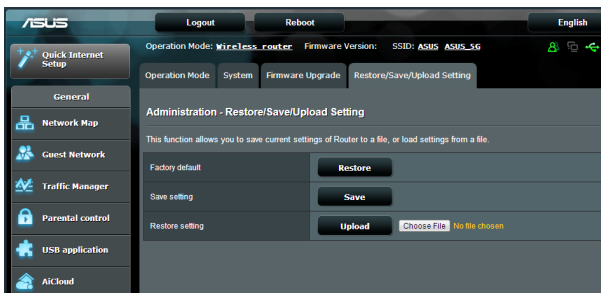 ASUS Logout Reboot English
Quick Internet Setup
Operation Mode: Wireless router Firmware Version: SSID: ASUS ASUS_5G
Operation Mode System Firmware Upgrade Restore/Save/Upload Setting
General
Network Map
Guest Network
Traffic Manager
Parental control
USB application
AiCloud
Administration - Restore/Save/Upload Setting
This function allows you to save current settings of Router to a file, or load settings from a file.
Factory default Restore
Save setting Save
Restore setting Upload Choose File No file chosen